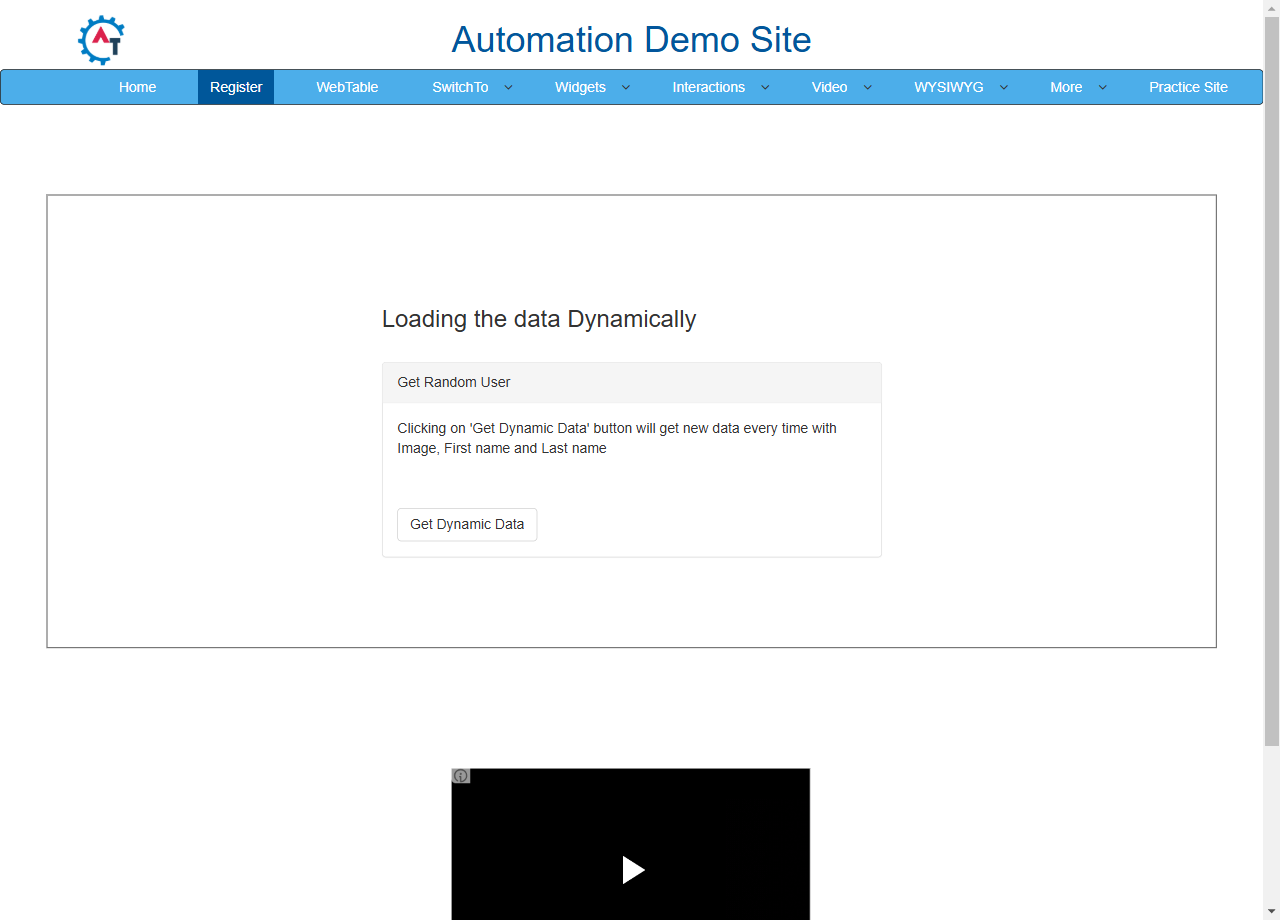 AT
Automation Demo Site
Home Register WebTable SwitchTo Widgets Interactions Video WYSIWYG More Practice Site
Loading the data Dynamically
Get Random User
Clicking on 'Get Dynamic Data' button will get new data every time with
Image, First name and Last name
Get Dynamic Data